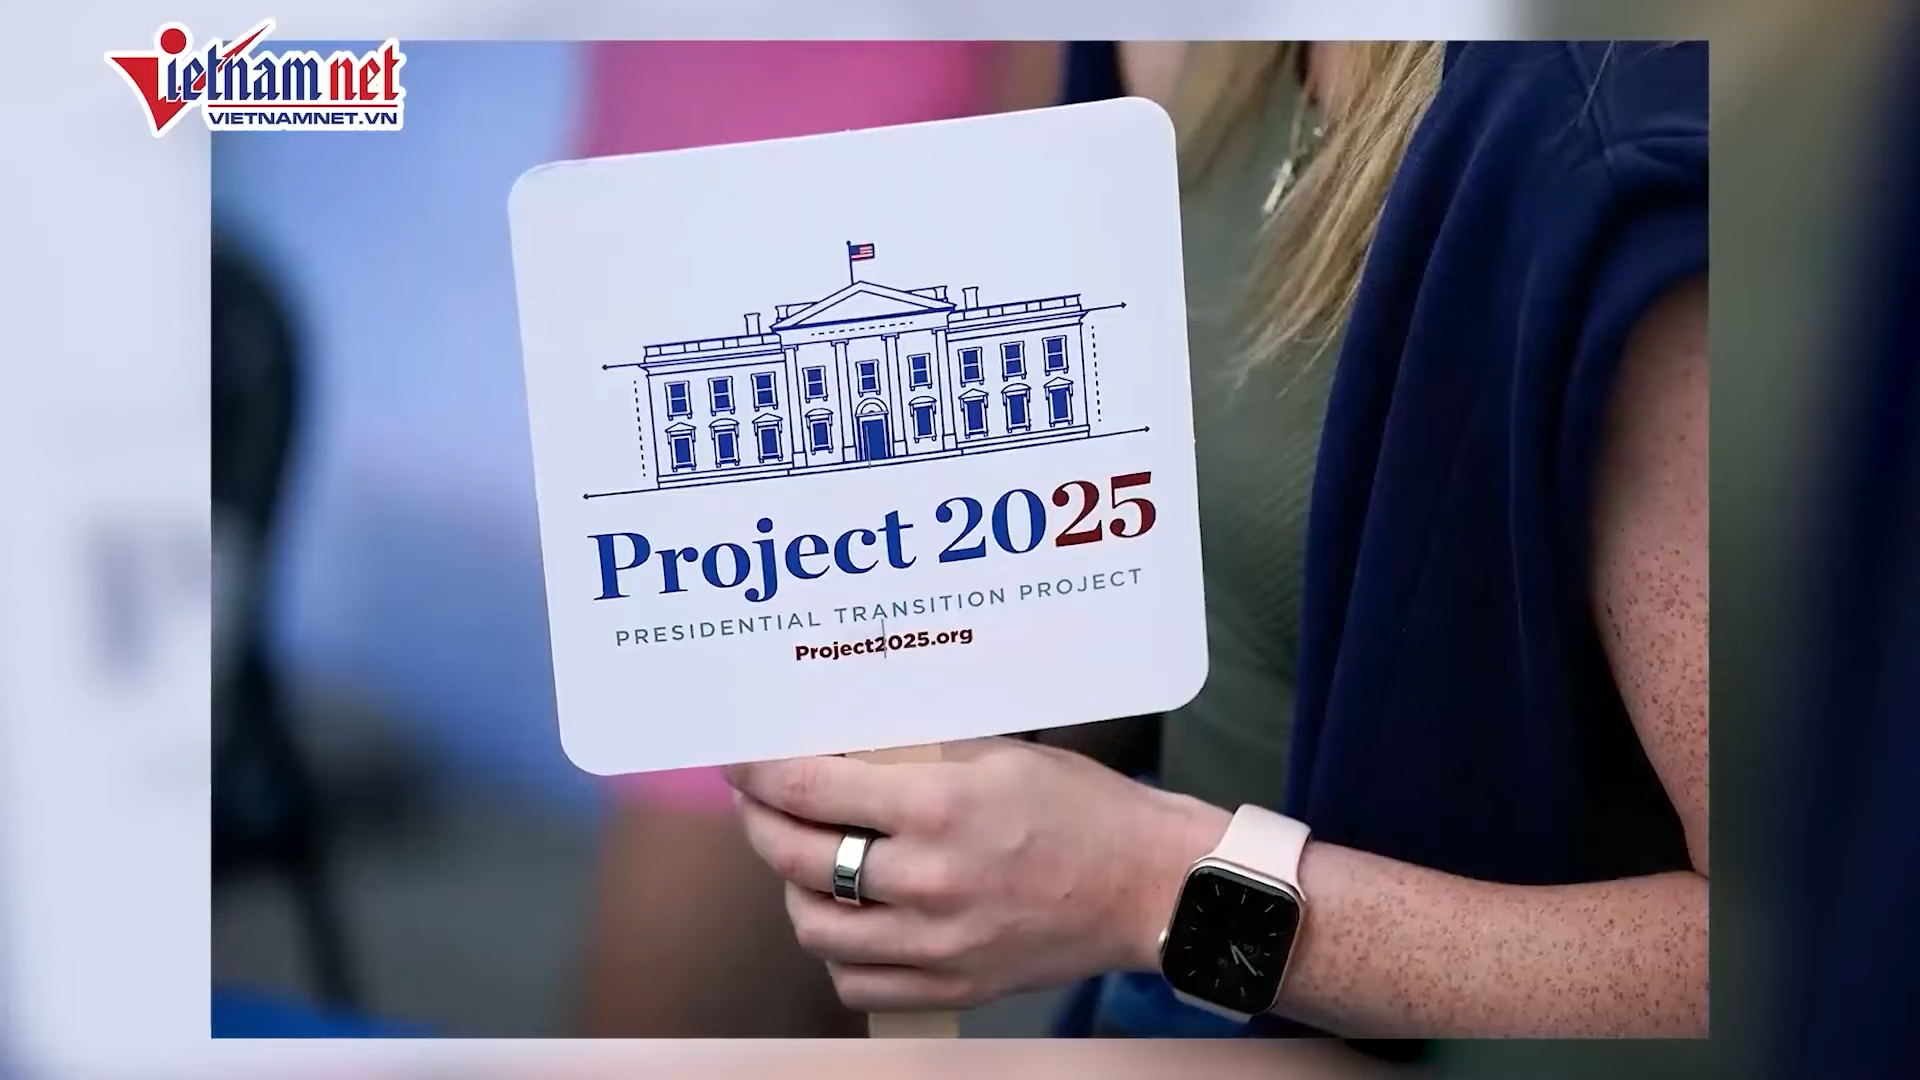 Vietnamnet
VIETNAMNET.VN
Project 2025
PRESIDENTIAL TRANSITION PROJECT
Project2025.org